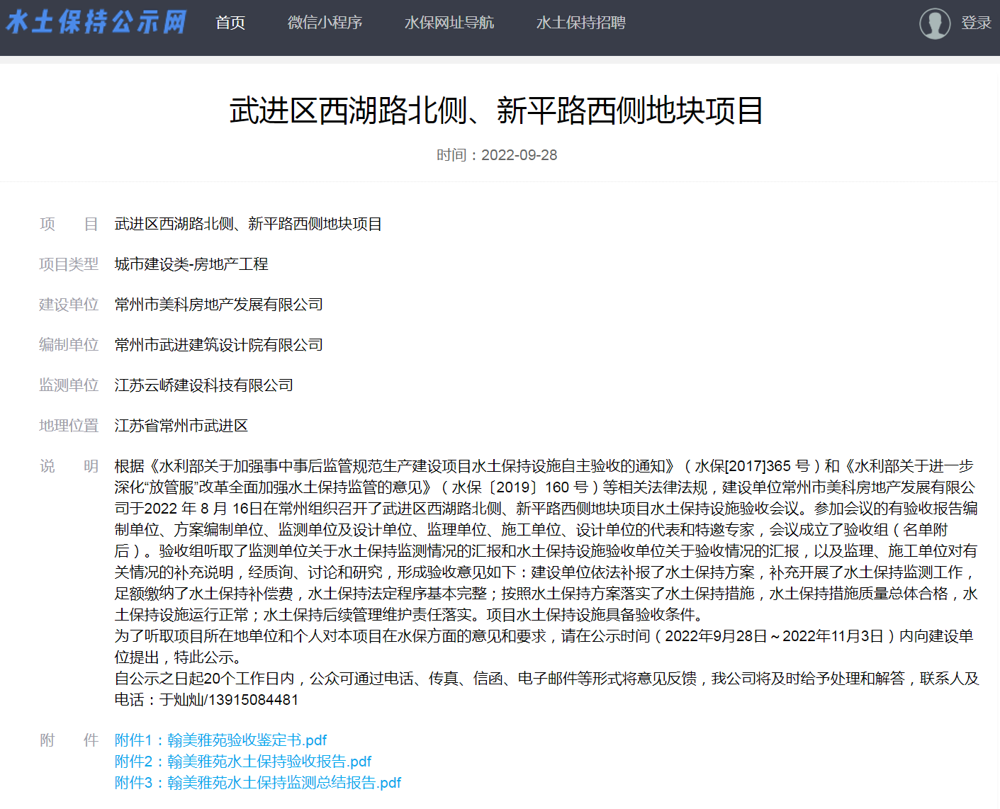 水土保持公示网 首页 微信小程序 水保网址导航 水土保持招聘 登录
武进区西湖路北侧、新平路西侧地块项目
时间：2022-09-28
项 目 武进区西湖路北侧、新平路西侧地块项目
项目类型 城市建设类-房地产工程
建设单位 常州市美科房地产发展有限公司
编制单位 常州市武进建筑设计院有限公司
监测单位 江苏云峤建设科技有限公司
地理位置 江苏省常州市武进区
说 明 根据《水利部关于加强事中事后监管规范生产建设项目水土保持设施自主验收的通知》（水保[2017]365 号）和《水利部关于进一步
深化“放管服”改革全面加强水土保持监管的意见》（水保〔2019〕160 号）等相关法律法规，建设单位常州市美科房地产发展有限公
司于2022 年 8 月 16日在常州组织召开了武进区西湖路北侧、新平路西侧地块项目水土保持设施验收会议。参加会议的有验收报告编
制单位、方案编制单位、监测单位及设计单位、监理单位、施工单位、设计单位的代表和特邀专家，会议成立了验收组（名单附
后）。验收组听取了监测单位关于水土保持监测情况的汇报和水土保持设施验收单位关于验收情况的汇报，以及监理、施工单位对有
关情况的补充说明，经质询、讨论和研究，形成验收意见如下：建设单位依法补报了水土保持方案，补充开展了水土保持监测工作，
足额缴纳了水土保持补偿费，水土保持法定程序基本完整；按照水土保持方案落实了水土保持措施，水土保持措施质量总体合格，水
土保持设施运行正常；水土保持后续管理维护责任落实。项目水土保持设施具备验收条件。
为了听取项目所在地单位和个人对本项目在水保方面的意见和要求，请在公示时间（2022年9月28日～2022年11月3日）内向建设单
位提出，特此公示。
自公示之日起20个工作日内，公众可通过电话、传真、信函、电子邮件等形式将意见反馈，我公司将及时给予处理和解答，联系人及
电话：于灿灿/13915084481
附 件 附件1：翰美雅苑验收鉴定书.pdf
附件2：翰美雅苑水土保持验收报告.pdf
附件3：翰美雅苑水土保持监测总结报告.pdf